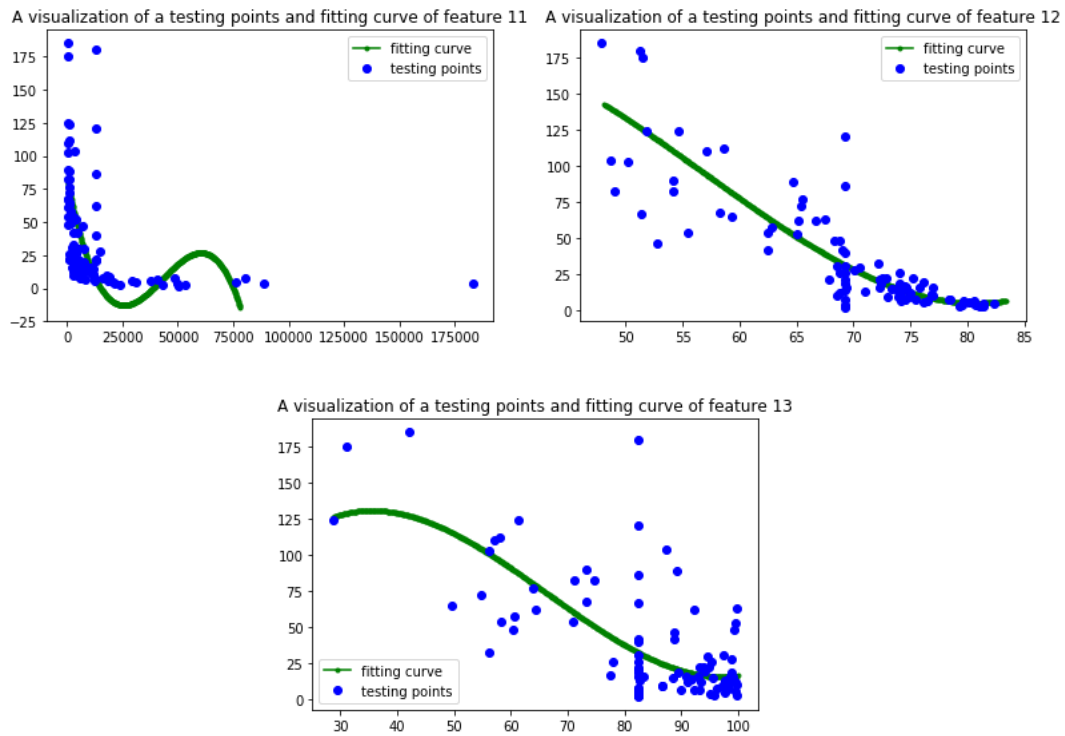 A visualization of a testing points and fitting curve of feature 11
175
150
125
100
75
50
25
0
−25
0 25000 50000 75000 100000 125000 150000 175000
fitting curve
testing points
A visualization of a testing points and fitting curve of feature 12
175
150
125
100
75
50
25
0
50 55 60 65 70 75 80 85
fitting curve
testing points
A visualization of a testing points and fitting curve of feature 13
175
150
125
100
75
50
25
0
30 40 50 60 70 80 90 100
fitting curve
testing points